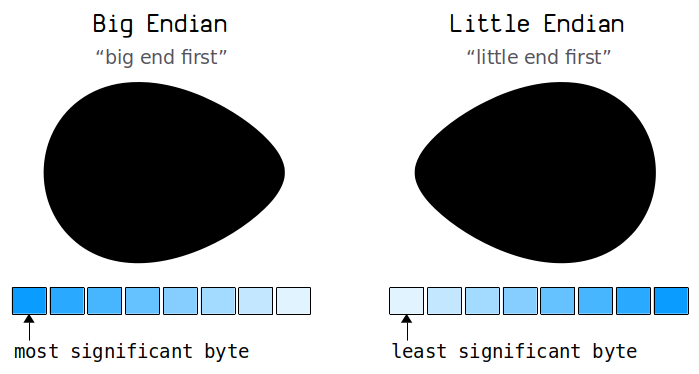 Big Endian
“big end first”
most significant byte
Little Endian
“little end first”
least significant byte